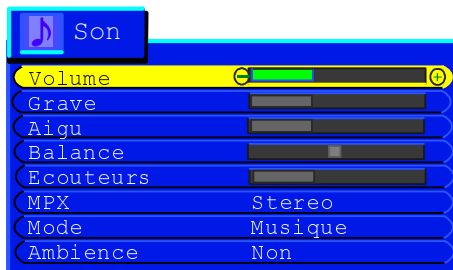 Son
Volume
Grave
Aigu
Balance
Ecouteurs
MPX Stereo
Mode Musique
Ambience Non